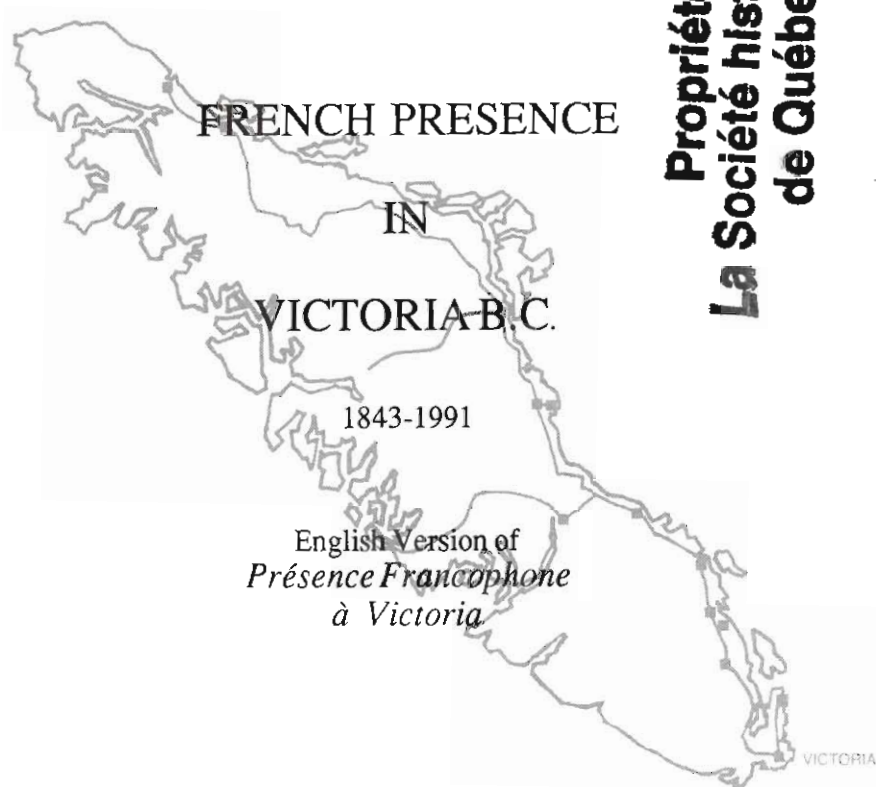 FRENCH PRESENCE
IN
VICTORIA B.C.
1843-1991
English Version of
Présence Francophone
à Victoria
VICTORIA
Propriét
La Société his
de Québe